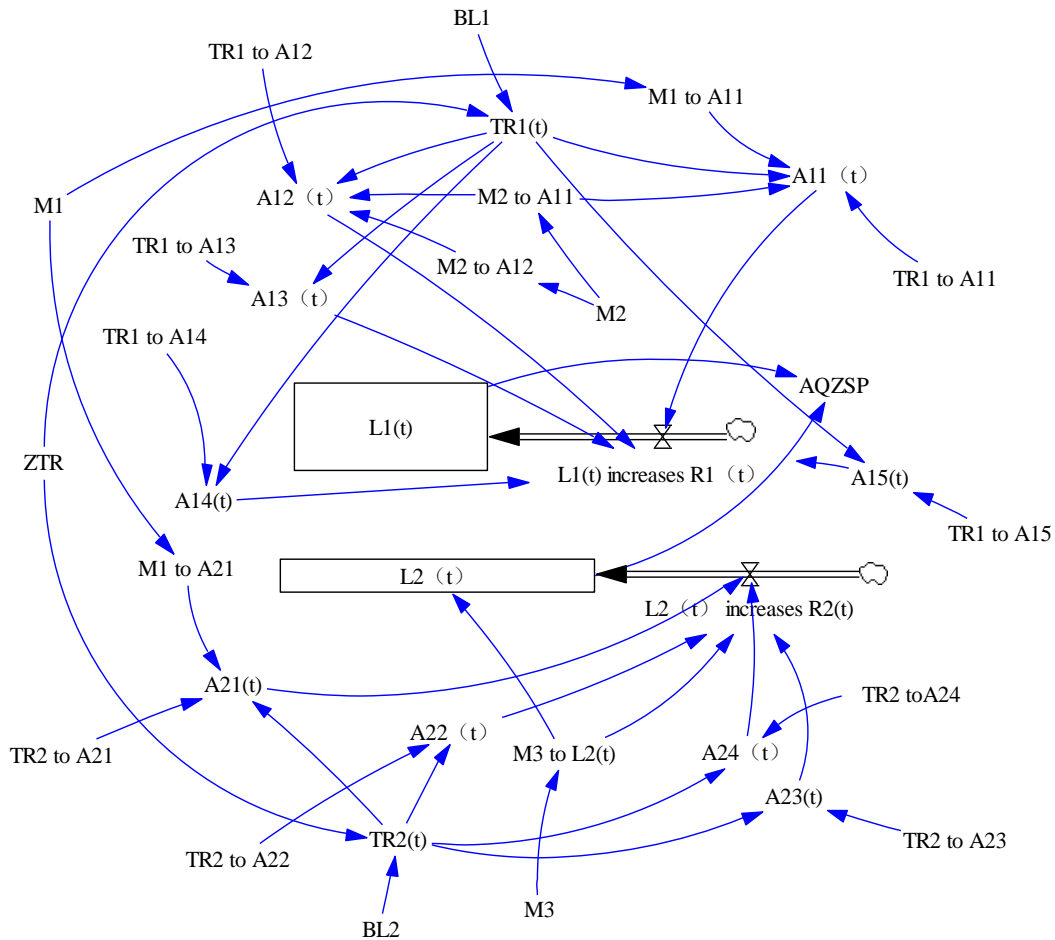 BL1
TR1 to A12
M1 to A11
TR1(t)
A11（t）
A12（t）
M2 to A11
M1
TR1 to A13
M2 to A12
TR1 to A11
A13（t）
M2
TR1 to A14
AQZSP
L1(t)
ZTR
L1(t) increases R1（t）
A15(t)
A14(t)
TR1 to A15
M1 to A21
L2（t）
L2（t） increases R2(t)
A21(t)
TR2 toA24
A22（t）
TR2 to A21
M3 to L2(t)
A24（t）
A23(t)
TR2(t)
TR2 to A23
TR2 to A22
M3
BL2